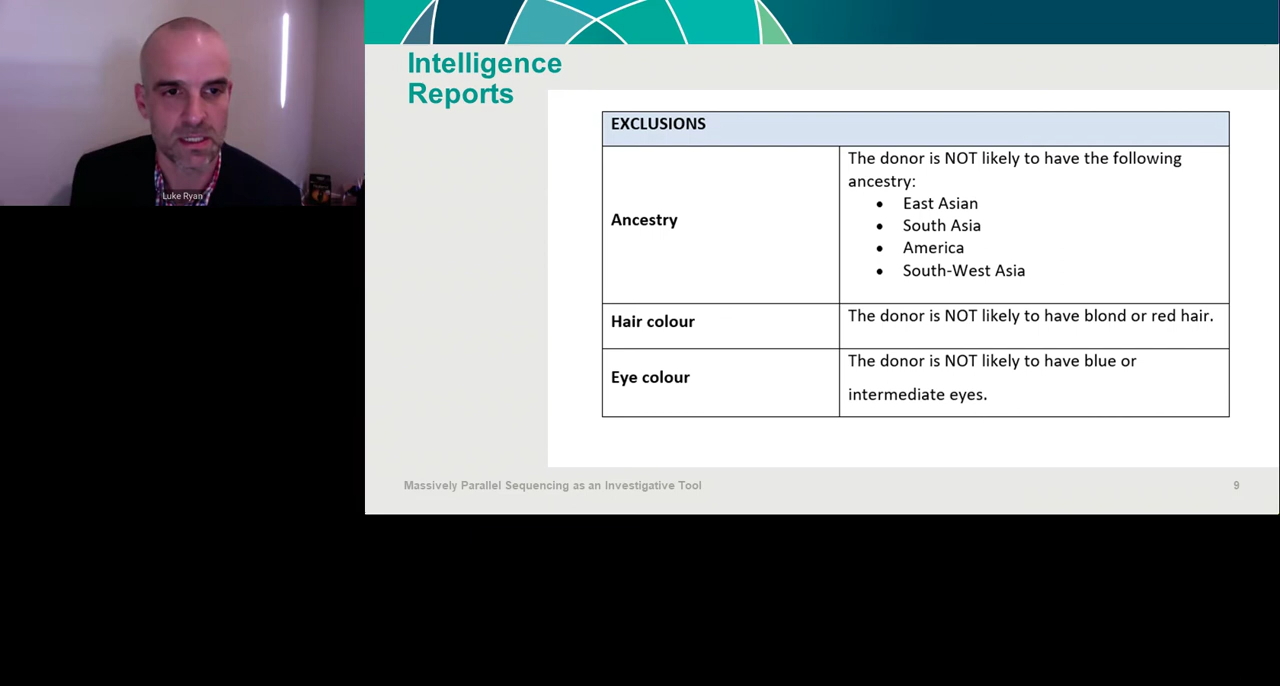 Luke Ryan
Intelligence
Reports
EXCLUSIONS
Ancestry
The donor is NOT likely to have the following
ancestry:
• East Asian
• South Asia
• America
• South-West Asia
Hair colour
The donor is NOT likely to have blond or red hair.
Eye colour
The donor is NOT likely to have blue or
intermediate eyes.
Massively Parallel Sequencing as an Investigative Tool
9